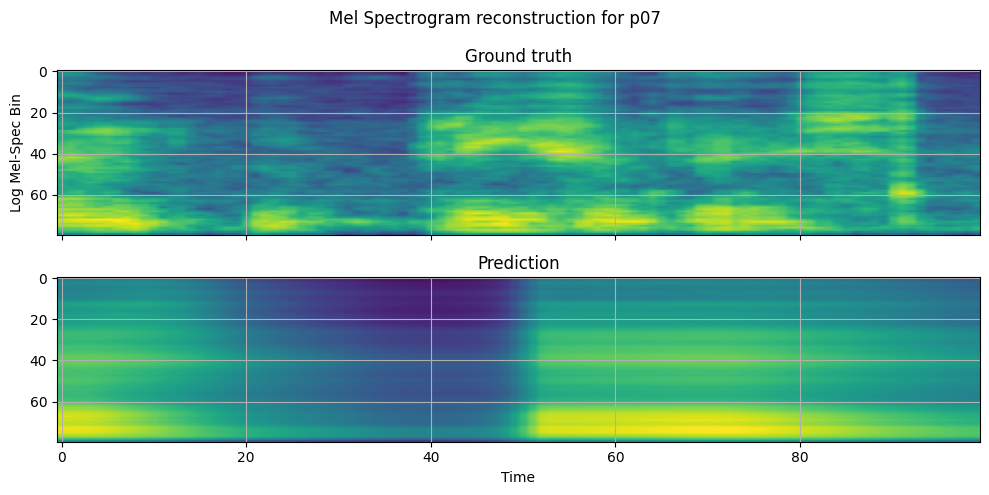 Mel Spectrogram reconstruction for p07
Ground truth
Log Mel-Spec Bin
0
20
40
60
Prediction
0
20
40
60
0 20 40 60 80
Time